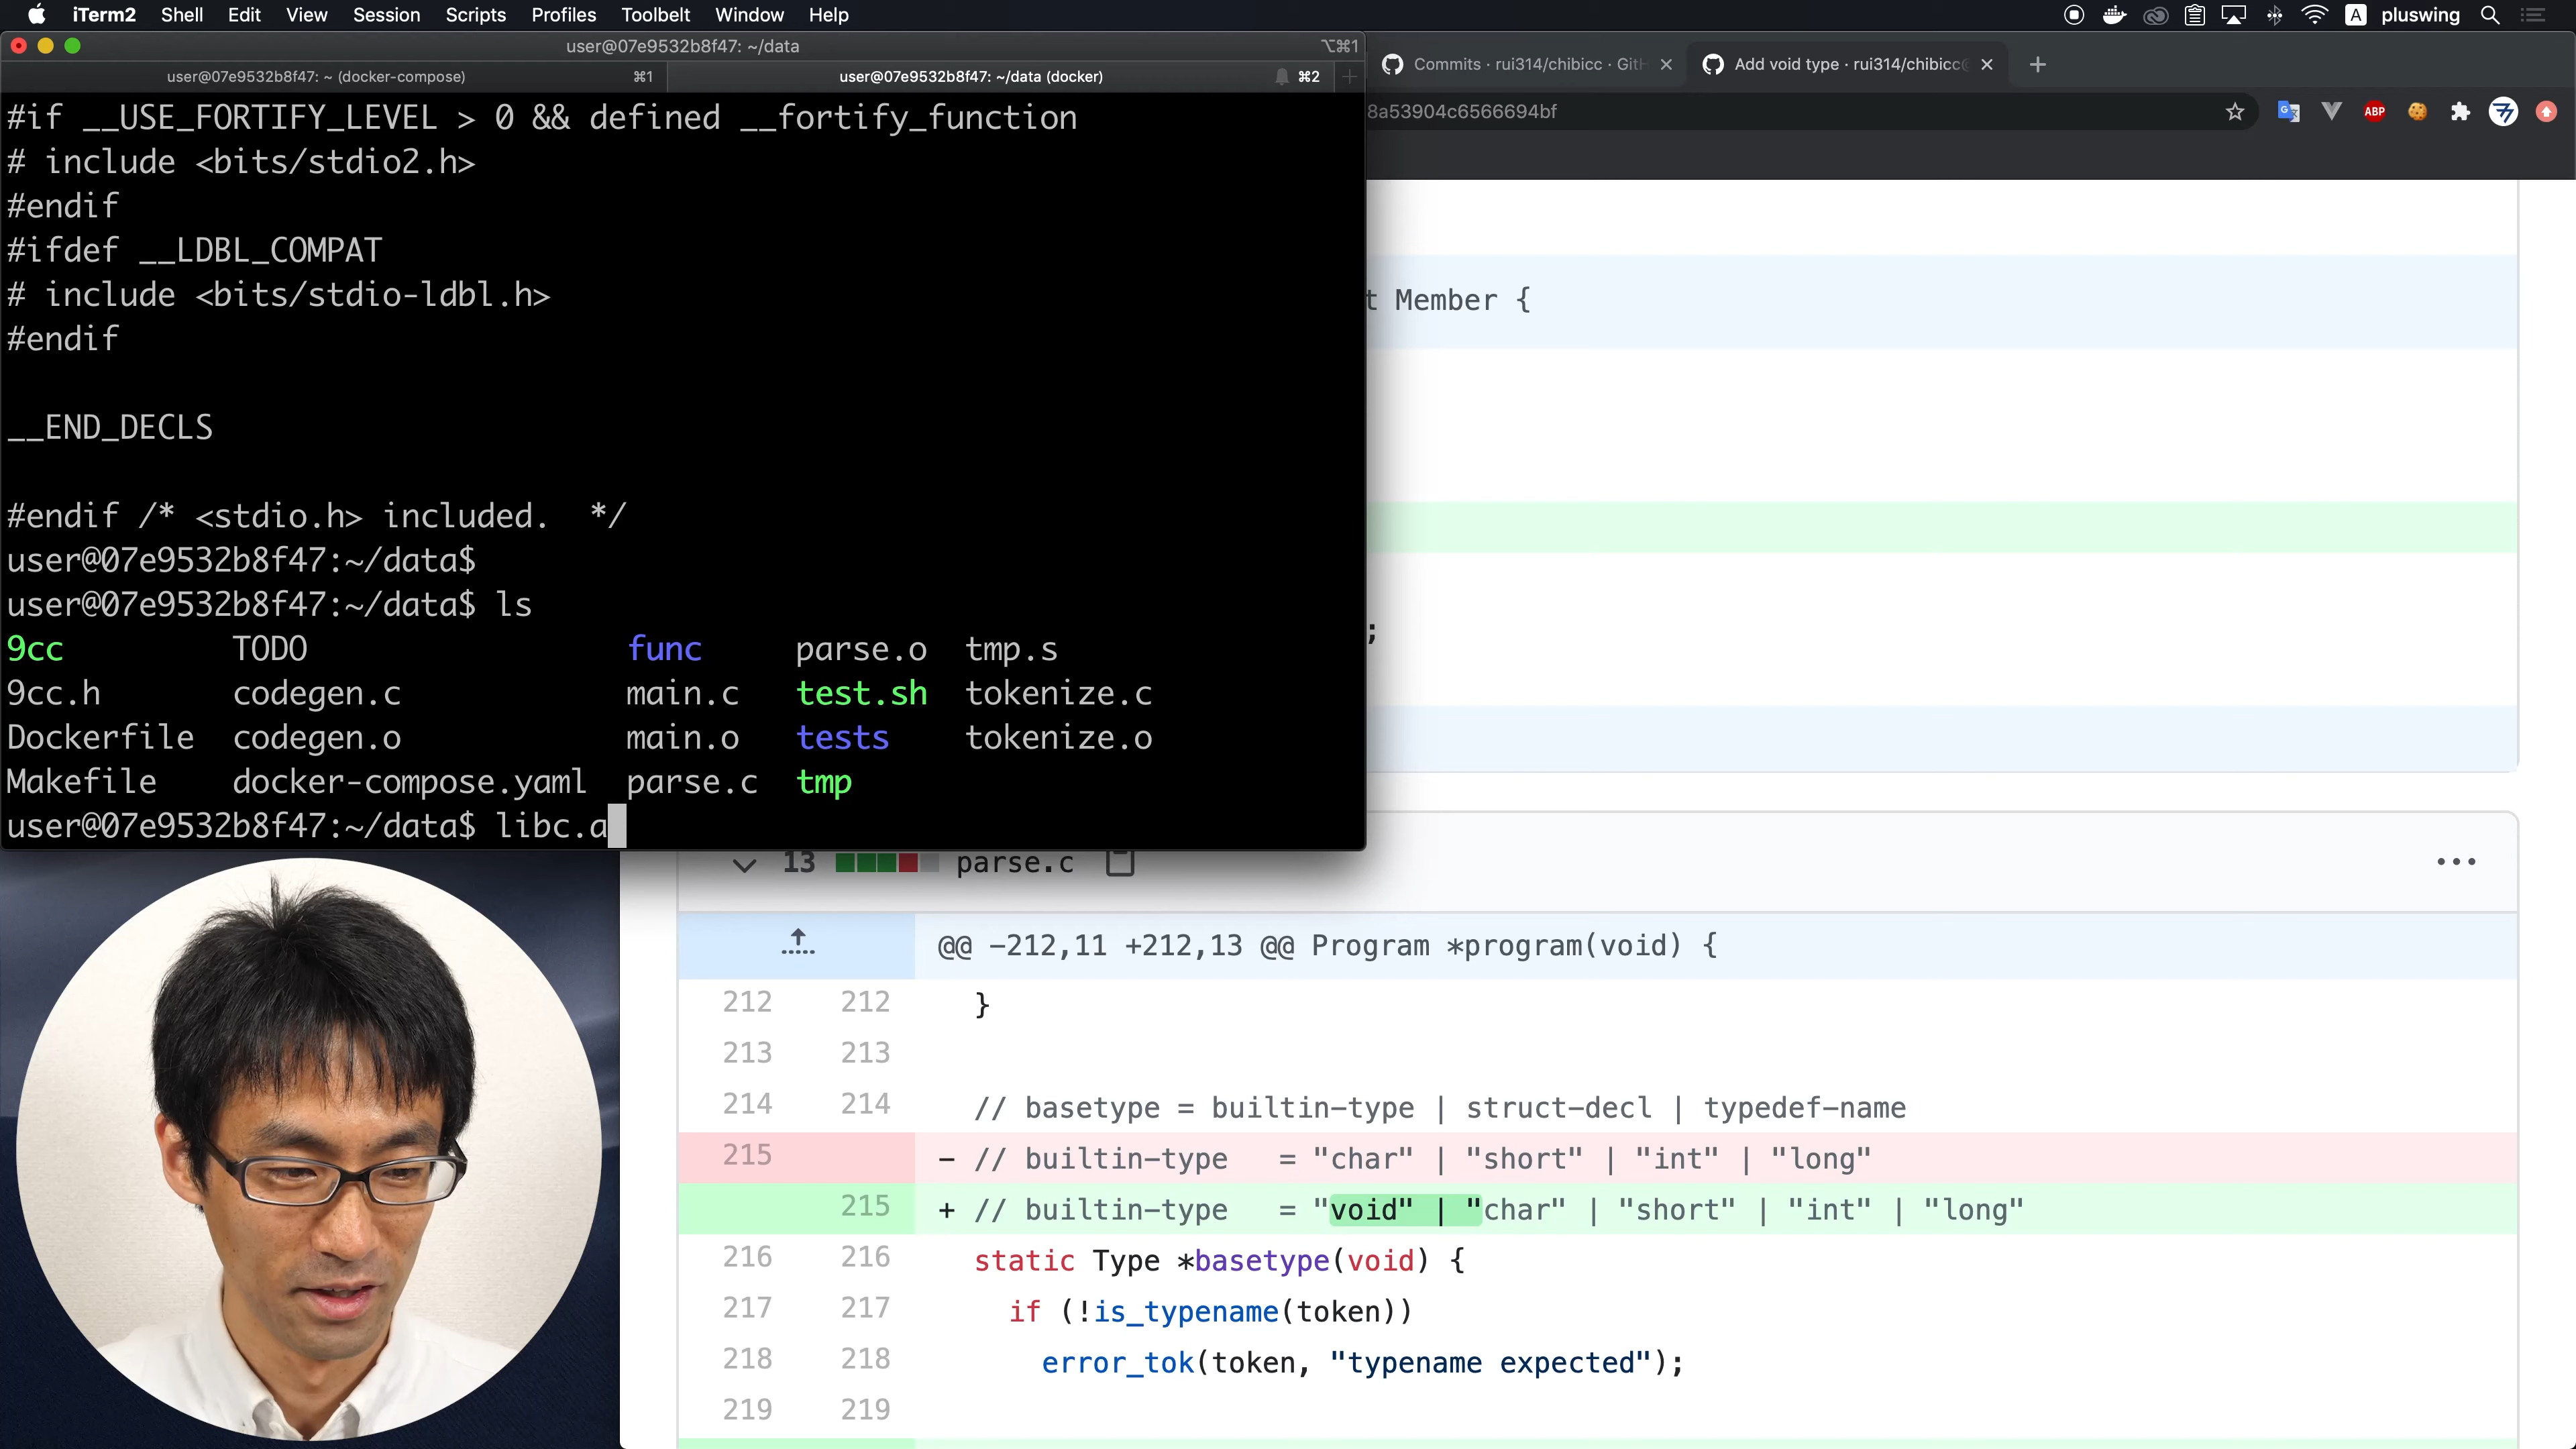 iTerm2 Shell Edit View Session Scripts Profiles Toolbelt Window Help
A pluswing
user@07e9532b8f47: ~/data
⌥⌘1
user@07e9532b8f47: ~ (docker-compose) ⌘1
user@07e9532b8f47: ~/data (docker) ⌘2
#if __USE_FORTIFY_LEVEL > 0 && defined __fortify_function
# include <bits/stdio2.h>
#endif
#ifdef __LDBL_COMPAT
# include <bits/stdio-ldbl.h>
#endif
__END_DECLS
#endif /* <stdio.h> included.  */
user@07e9532b8f47:~/data$
user@07e9532b8f47:~/data$ ls
9cc TODO func parse.o tmp.s
9cc.h codegen.c main.c test.sh tokenize.c
Dockerfile codegen.o main.o tests tokenize.o
Makefile docker-compose.yaml parse.c tmp
user@07e9532b8f47:~/data$ libc.a
Commits · rui314/chibicc · GitH
Add void type · rui314/chibicc@
8a53904c6566694bf
ABP
t Member {
;
13 parse.c
@@ -212,11 +212,13 @@ Program *program(void) {
212 212 }
213 213
214 214 // basetype = builtin-type | struct-decl | typedef-name
215 - // builtin-type   = "char" | "short" | "int" | "long"
215 + // builtin-type   = "void" | "char" | "short" | "int" | "long"
216 216 static Type *basetype(void) {
217 217 if (!is_typename(token))
218 218 error_tok(token, "typename expected");
219 219